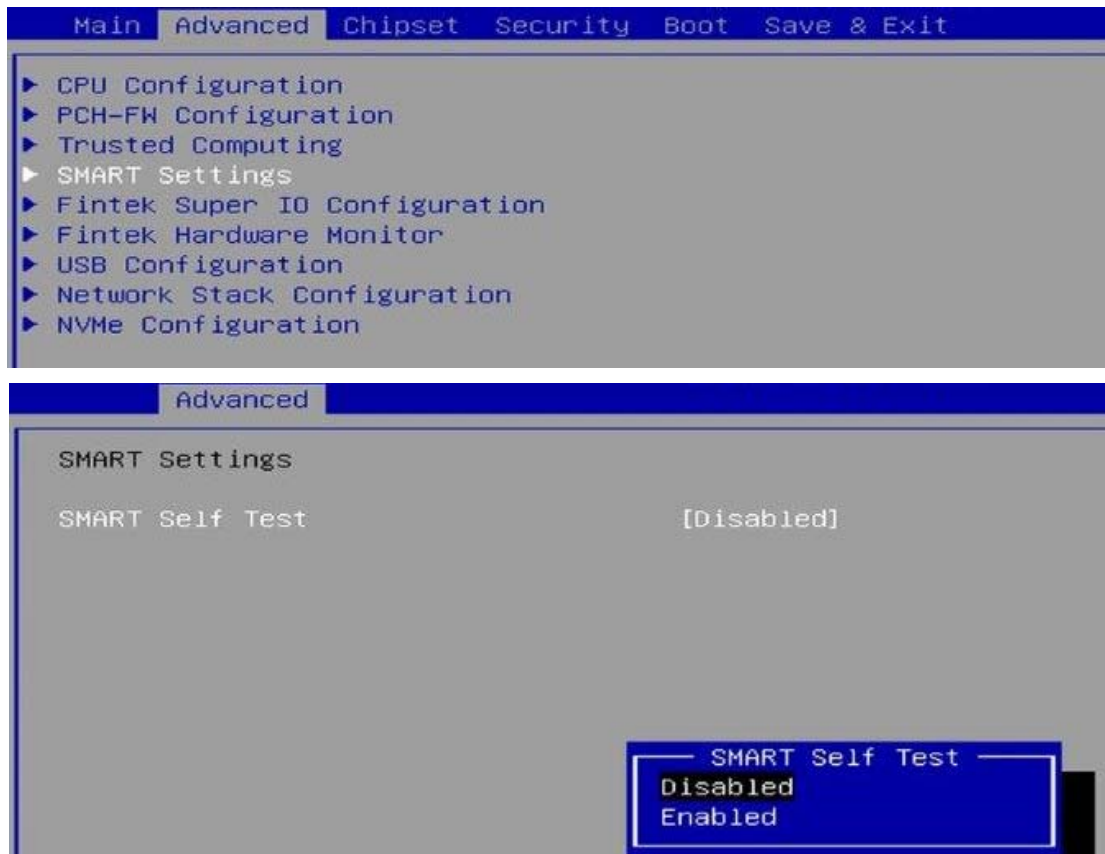 Main Advanced Chipset Security Boot Save & Exit
CPU Configuration
PCH-FW Configuration
Trusted Computing
SMART Settings
Fintek Super IO Configuration
Fintek Hardware Monitor
USB Configuration
Network Stack Configuration
NVMe Configuration
Advanced
SMART Settings
SMART Self Test [Disabled]
SMART Self Test
Disabled
Enabled